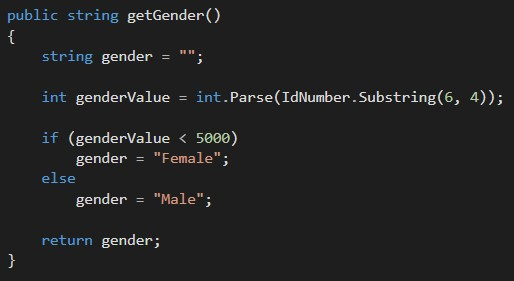 public string getGender()
{
    string gender = "";
    int genderValue = int.Parse(IdNumber.Substring(6, 4));
    if (genderValue < 5000)
        gender = "Female";
    else
        gender = "Male";
    return gender;
}